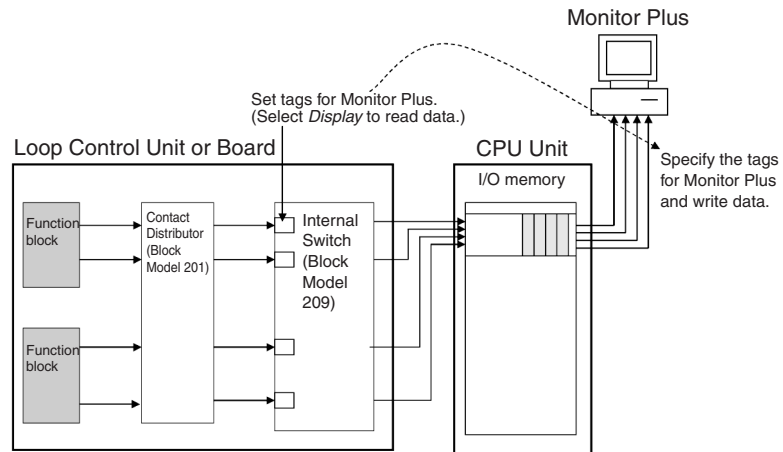 Monitor Plus
Set tags for Monitor Plus.
(Select Display to read data.)
Loop Control Unit or Board
CPU Unit
Specify the tags
for Monitor Plus
and write data.
I/O memory
Function
block
Contact
Distributor
(Block
Model 201)
Internal
Switch
(Block
Model
209)
Function
block